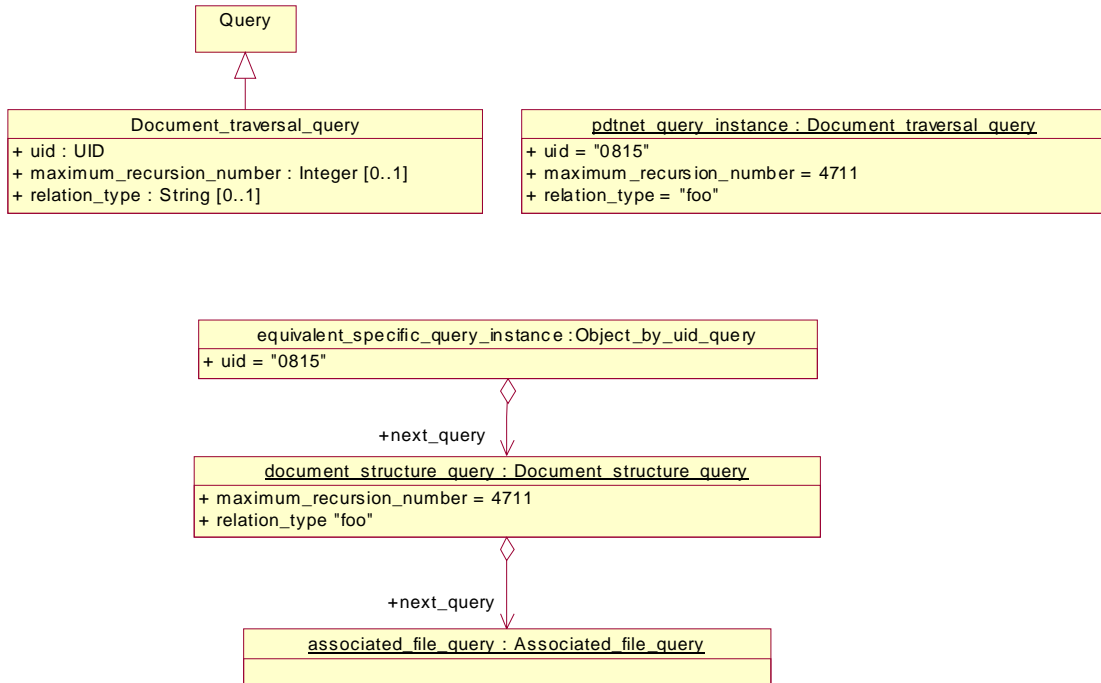 Query
Document_traversal_query
+ uid : UID
+ maximum_recursion_number : Integer [0..1]
+ relation_type : String [0..1]
pdtnet_query_instance : Document_traversal_query
+ uid = "0815"
+ maximum_recursion_number = 4711
+ relation_type = "foo"
equivalent_specific_query_instance :Object_by_uid_query
+ uid = "0815"
+next_query
document_structure_query : Document_structure_query
+ maximum_recursion_number = 4711
+ relation_type "foo"
+next_query
associated_file_query : Associated_file_query